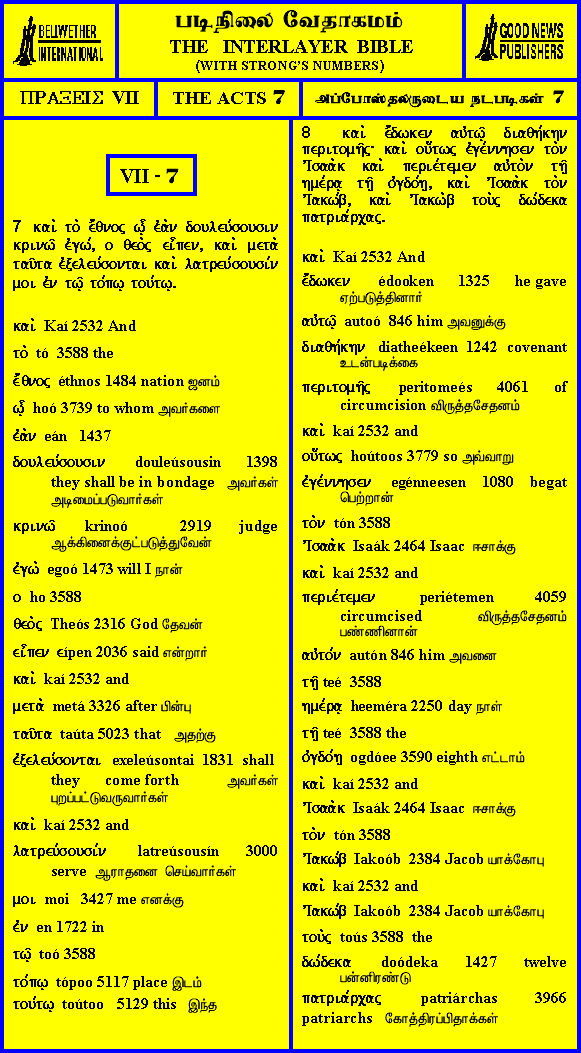 BELLWETHER
INTERNATIONAL
படிநிலை வேதாகமம்
THE INTERLAYER BIBLE
(WITH STRONG'S NUMBERS)
GOOD NEWS
PUBLISHERS
ΠΡΑΞΕΙΣ VII
THE ACTS 7
அப்போஸ்தலருடைய நடபடிகள் 7
VII - 7
7 καὶ τὸ ἔθνος ᾧ ἐὰν δουλεύσουσιν
κρινῶ ἐγώ, ο θεὸς εἶπεν, καὶ μετὰ
ταῦτα ἐξελεύσονται καὶ λατρεύσουσίν
μοι ἐν τῶ τόπῳ τούτῳ.
καὶ Kaí 2532 And
τὸ tó 3588 the
ἔθνος éthnos 1484 nation ஜனம்
ᾧ hoó 3739 to whom அவர்களை
ἐὰν eán 1437
δουλεύσουσιν douleúsousin 1398
they shall be in bondage அவர்கள்
அடிமைப்படுவார்கள்
κρινῶ krinoó 2919 judge
ஆக்கினைக்குட்படுத்துவேன்
ἐγὼ egoó 1473 will I நான்
ο ho 3588
θεὸς Theós 2316 God தேவன்
εἶπεν eípen 2036 said என்றார்
καὶ kaí 2532 and
μετὰ metá 3326 after பின்பு
ταῦτα taúta 5023 that அதற்கு
ἐξελεύσονται exeleúsontai 1831 shall
they come forth அவர்கள்
புறப்பட்டுவருவார்கள்
καὶ kaí 2532 and
λατρεύσουσίν latreúsousín 3000
serve ஆராதனை செய்வார்கள்
μοι moi 3427 me எனக்கு
ἐν en 1722 in
τῶ toó 3588
τόπῳ tópoo 5117 place இடம்
τούτῳ toútoo 5129 this இந்த
8 καὶ ἔδωκεν αὐτῶ διαθήκην
περιτομῆς· καὶ οὕτως ἐγέννησεν τὸν
Ἰσαὰκ καὶ περιέτεμεν αὐτὸν τῇ
ημέρᾳ τῇ ὀγδόῃ, καὶ Ἰσαὰκ τὸν
Ἰακώβ, καὶ Ἰακὼβ τοὺς δώδεκα
πατριάρχας.
καὶ Kaí 2532 And
ἔδωκεν édooken 1325 he gave
ஏற்படுத்தினார்
αὐτῶ autoó 846 him அவனுக்கு
διαθήκην diatheékeen 1242 covenant
உடன்படிக்கை
περιτομῆς peritomeés 4061 of
circumcision விருத்தசேதனம்
καὶ kaí 2532 and
οὕτως hoútoos 3779 so அவ்வாறு
ἐγέννησεν egénneesen 1080 begat
பெற்றான்
τὸν tón 3588
Ἰσαὰκ Isaák 2464 Isaac ஈசாக்கு
καὶ kaí 2532 and
περιέτεμεν periétemen 4059
circumcised விருத்தசேதனம்
பண்ணினான்
αὐτόν autón 846 him அவனை
τῇ teé 3588
ημέρᾳ heeméra 2250 day நாள்
τῇ teé 3588 the
ὀγδόῃ ogdóee 3590 eighth எட்டாம்
καὶ kaí 2532 and
Ἰσαὰκ Isaák 2464 Isaac ஈசாக்கு
τὸν tón 3588
Ἰακώβ Iakoób 2384 Jacob யாக்கோபு
καὶ kaí 2532 and
Ἰακώβ Iakoób 2384 Jacob யாக்கோபு
τοὺς toús 3588 the
δώδεκα doódeka 1427 twelve
பன்னிரண்டு
πατριάρχας patriárchas 3966
patriarchs கோத்திரப்பிதாக்கள்